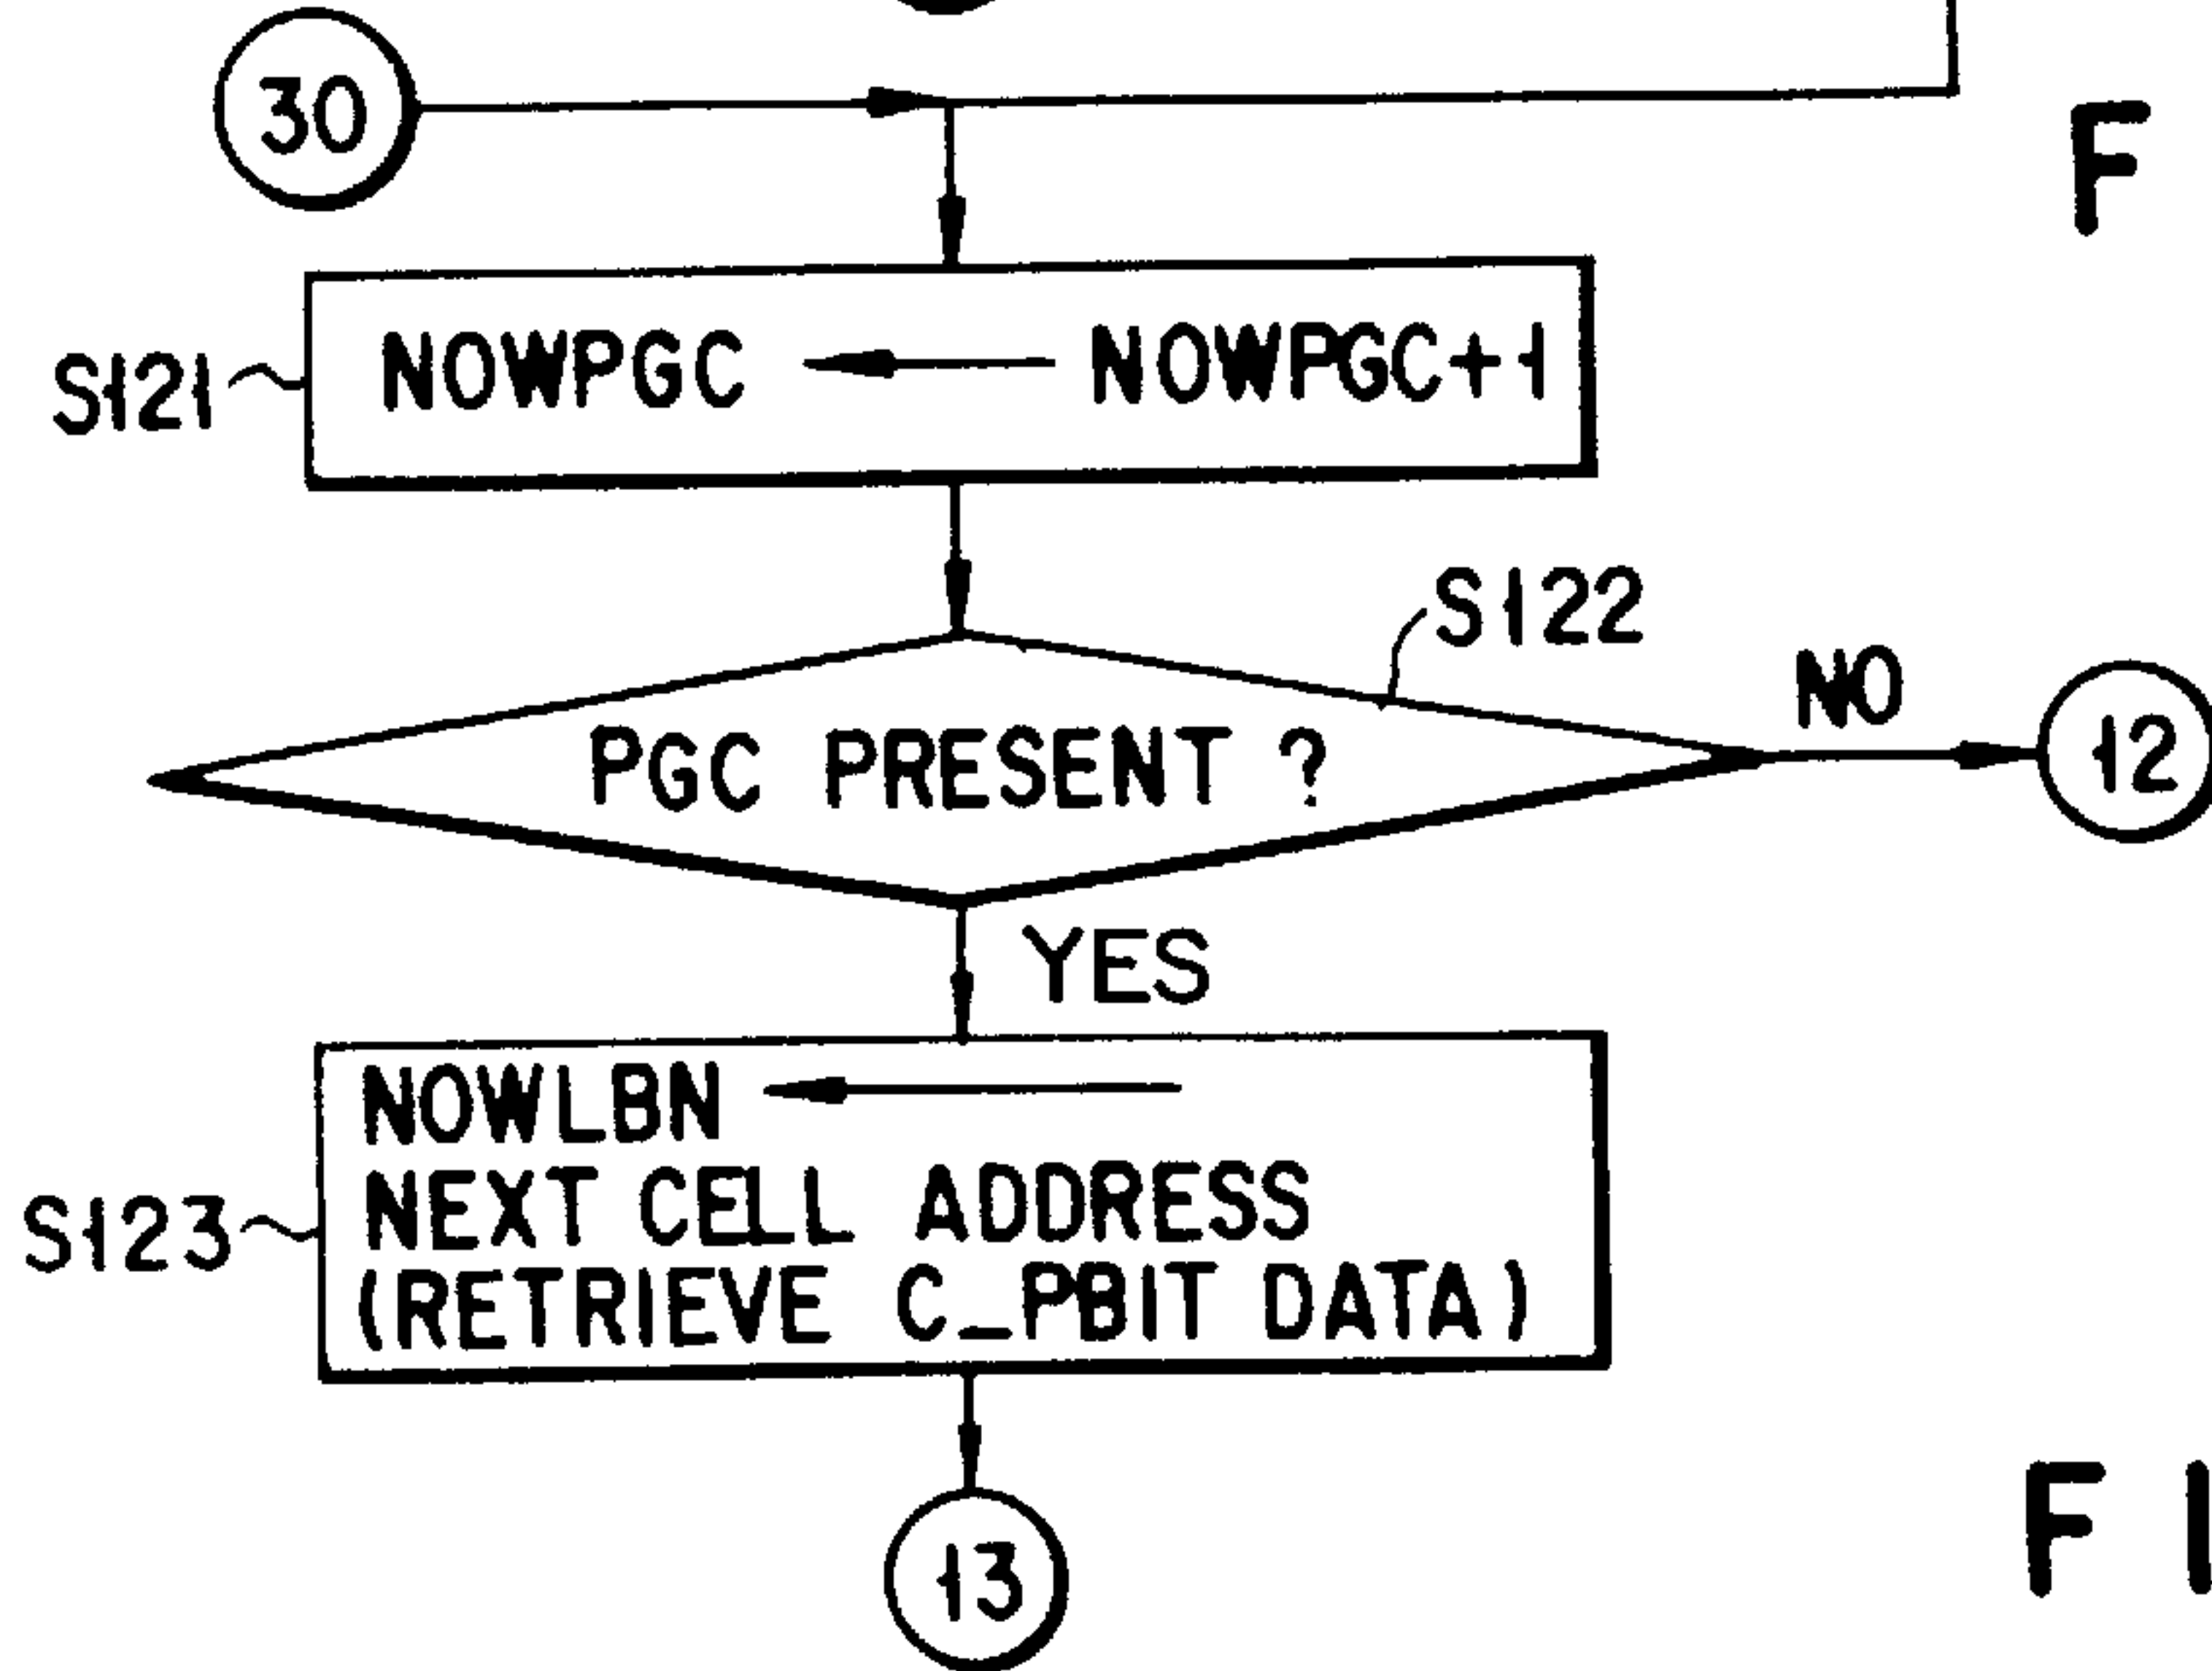 30
F
S121
NOWPGC ← NOWPGC+1
S122
NO
PGC PRESENT ?
12
YES
NOWLBN ←
NEXT CELL ADDRESS
S123
(RETRIEVE C_PBIT DATA)
F I
13